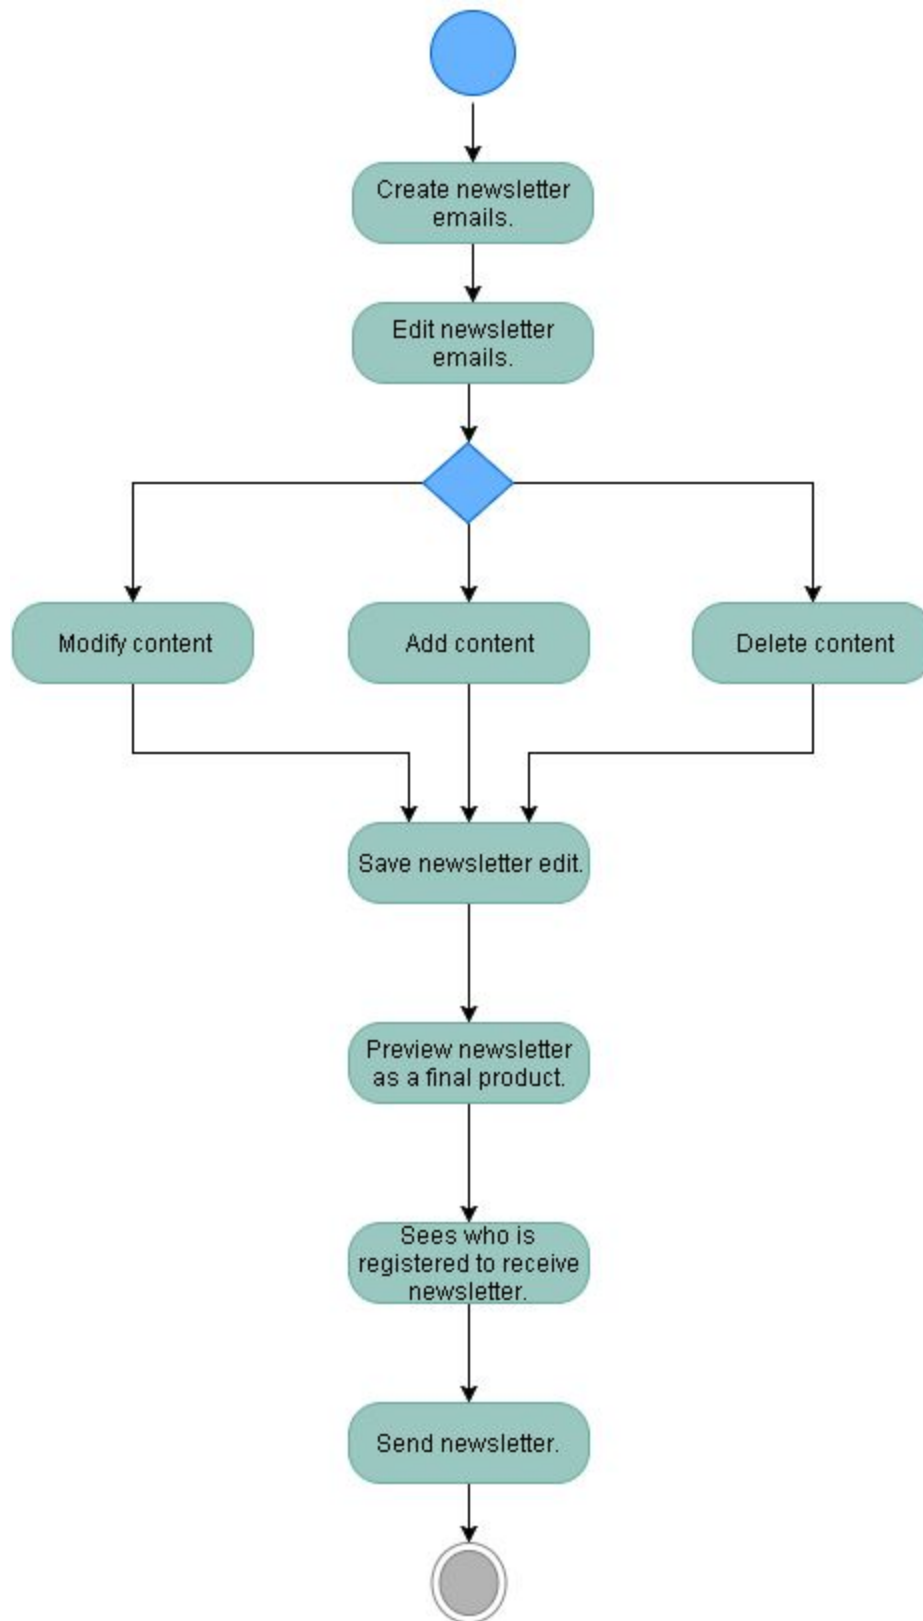 Create newsletter
emails.
Edit newsletter
emails.
Modify content
Add content
Delete content
Save newsletter edit.
Preview newsletter
as a final product.
Sees who is
registered to receive
newsletter.
Send newsletter.